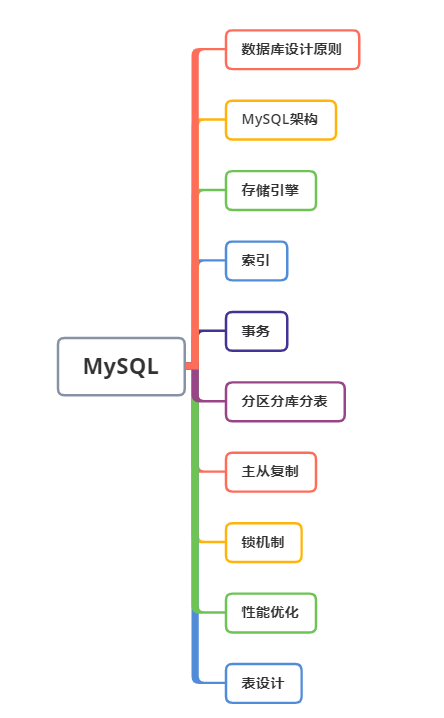 数据库设计原则
MySQL架构
存储引擎
索引
事务
MySQL
分区分库分表
主从复制
锁机制
性能优化
表设计